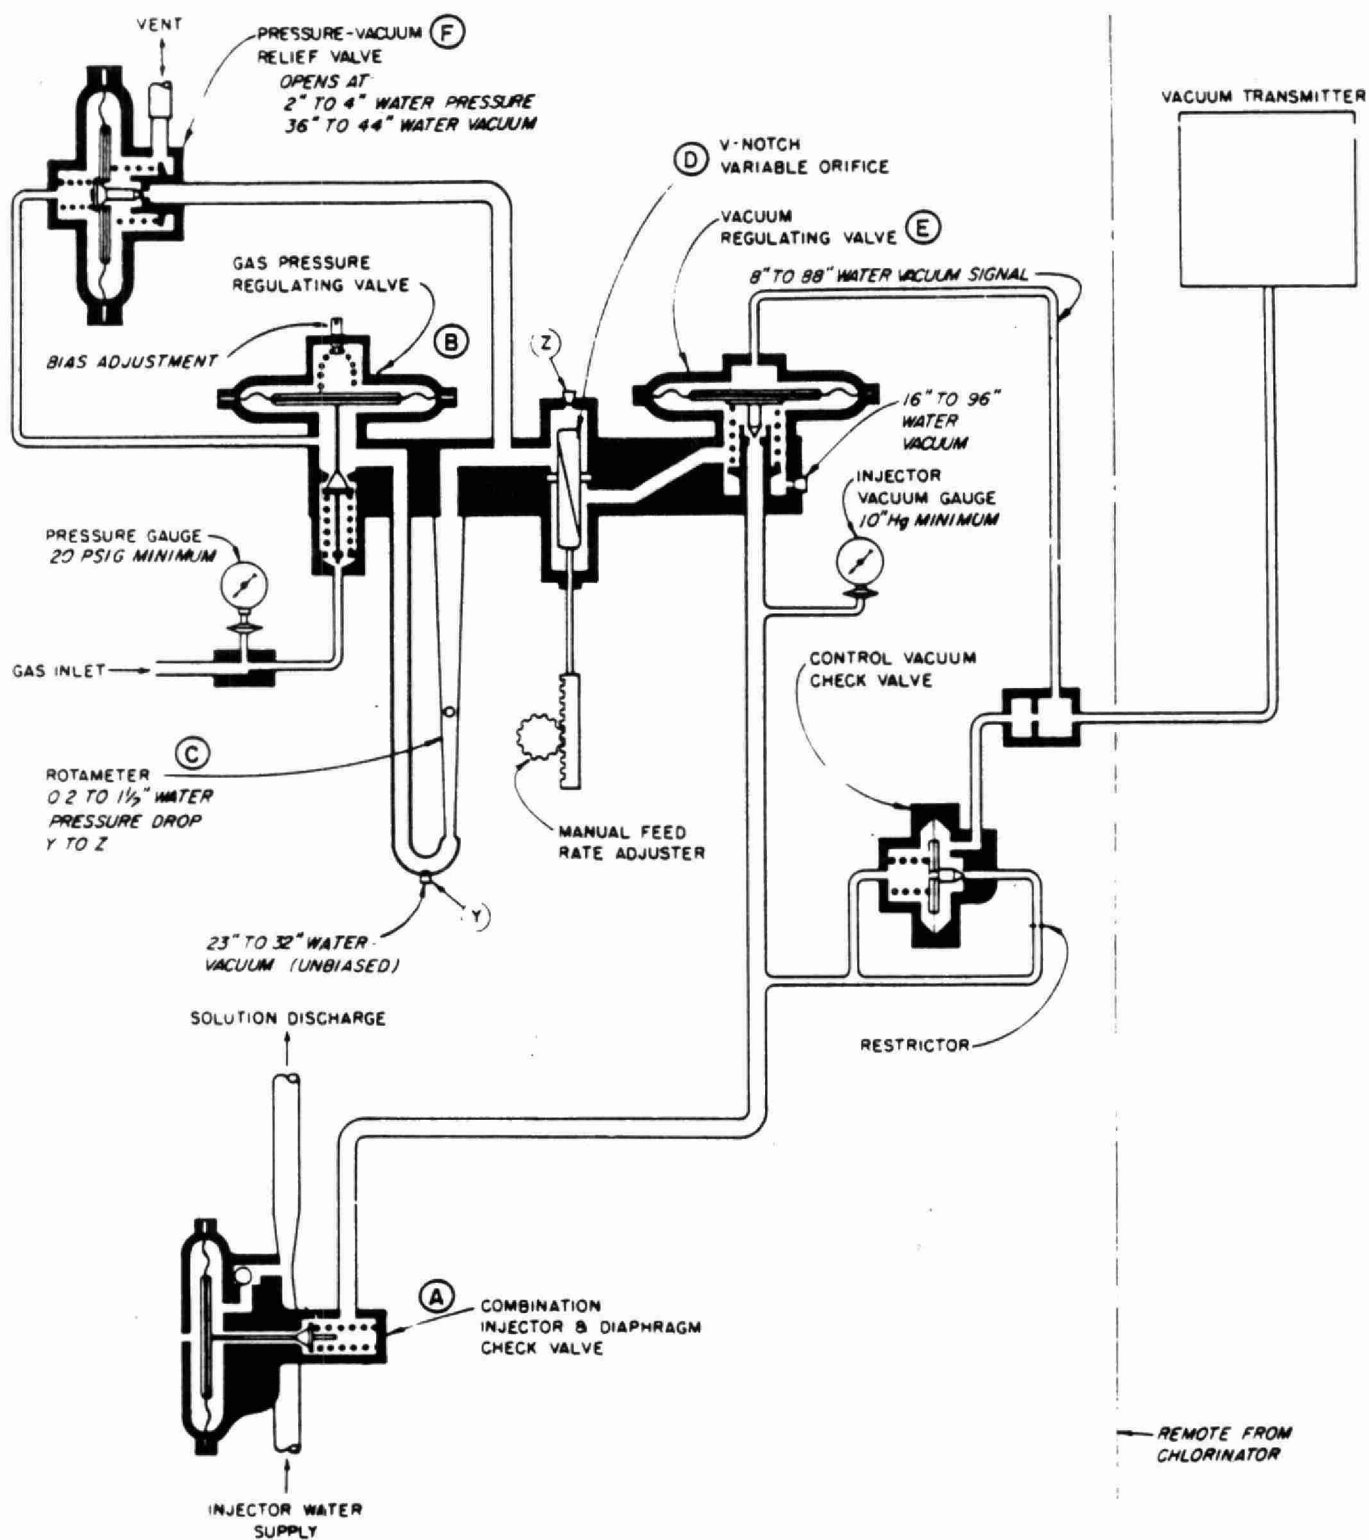 VENT
PRESSURE-VACUUM F
RELIEF VALVE
OPENS AT
2" TO 4" WATER PRESSURE
36" TO 44" WATER VACUUM
VACUUM TRANSMITTER
D V-NOTCH
VARIABLE ORIFICE
VACUUM
REGULATING VALVE E
8" TO 88" WATER VACUUM SIGNAL
GAS PRESSURE
REGULATING VALVE
B
BIAS ADJUSTMENT
Z
16" TO 96"
WATER
VACUUM
INJECTOR
VACUUM GAUGE
10" Hg MINIMUM
PRESSURE GAUGE
20 PSIG MINIMUM
GAS INLET
CONTROL VACUUM
CHECK VALVE
C
ROTAMETER
0.2 TO 1½" WATER
PRESSURE DROP
Y TO Z
MANUAL FEED
RATE ADJUSTER
Y
23" TO 32" WATER
VACUUM (UNBIASED)
SOLUTION DISCHARGE
RESTRICTOR
A
COMBINATION
INJECTOR & DIAPHRAGM
CHECK VALVE
REMOTE FROM
CHLORINATOR
INJECTOR WATER
SUPPLY